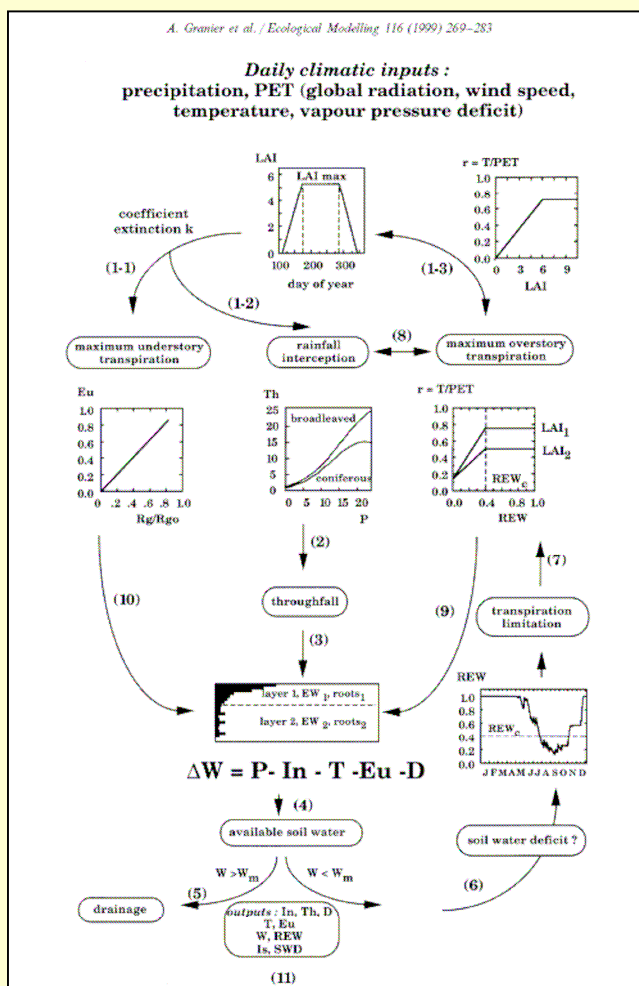 A. Granier et al. / Ecological Modelling 116 (1999) 269–283
Daily climatic inputs :
precipitation, PET (global radiation, wind speed,
temperature, vapour pressure deficit)
LAI
LAI max
6
4
2
0
100 200 300
day of year
r = T/PET
1.0
0.8
0.6
0.4
0.2
0.0
0 3 6 9
LAI
coefficient
extinction k
(1-1)
(1-2)
(1-3)
maximum understory
transpiration
rainfall
interception
(8)
maximum overstory
transpiration
Eu
1.0
0.8
0.6
0.4
0.2
0.0
0 .2 .4 .6 .8 1.0
Rg/Rgo
Th
25
20
15
10
5
0
broadleaved
coniferous
0 5 10 15 20
P
r = T/PET
1.0
0.8
0.6
0.4
0.2
0.0
LAI1
LAI2
REWc
0.0 0.4 0.8 1.0
REW
(2)
(10)
(9)
(7)
throughfall
transpiration
limitation
(3)
layer 1, EW 1, roots1
layer 2, EW 2, roots2
REW
1.0
0.8
0.6
0.4
0.2
0.0
REWc
J F M A M J J A S O N D
ΔW = P- In - T -Eu -D
(4)
available soil water
soil water deficit ?
W >Wm
W < Wm
(5)
(6)
drainage
outputs : In, Th, D
T, Eu
W, REW
Is, SWD
(11)